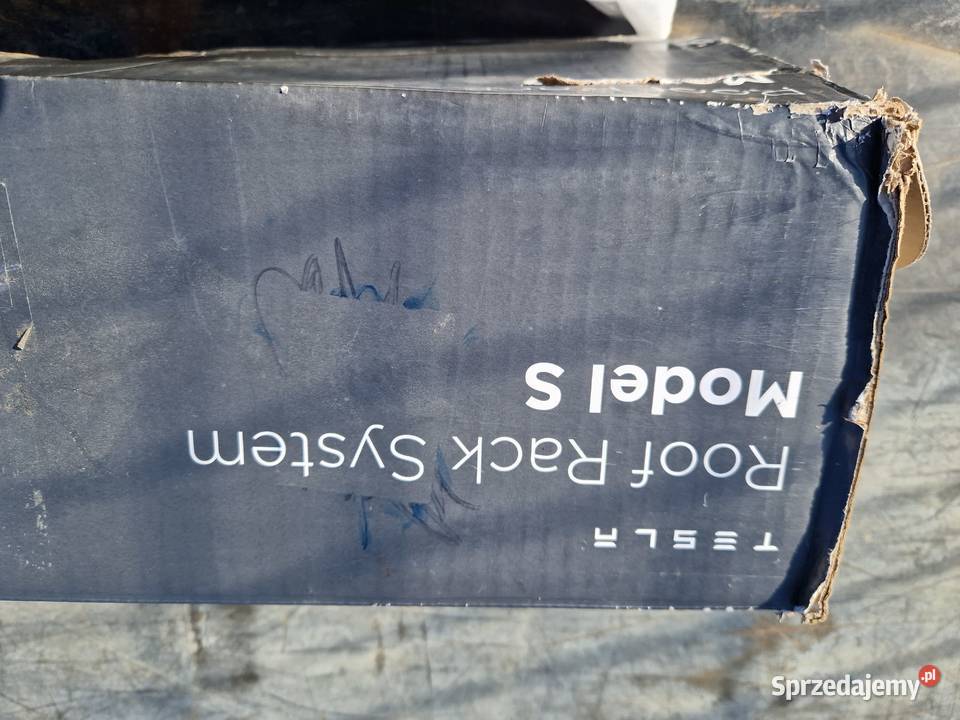 TESLA
Roof Rack System
Model S
Sprzedajemy.pl